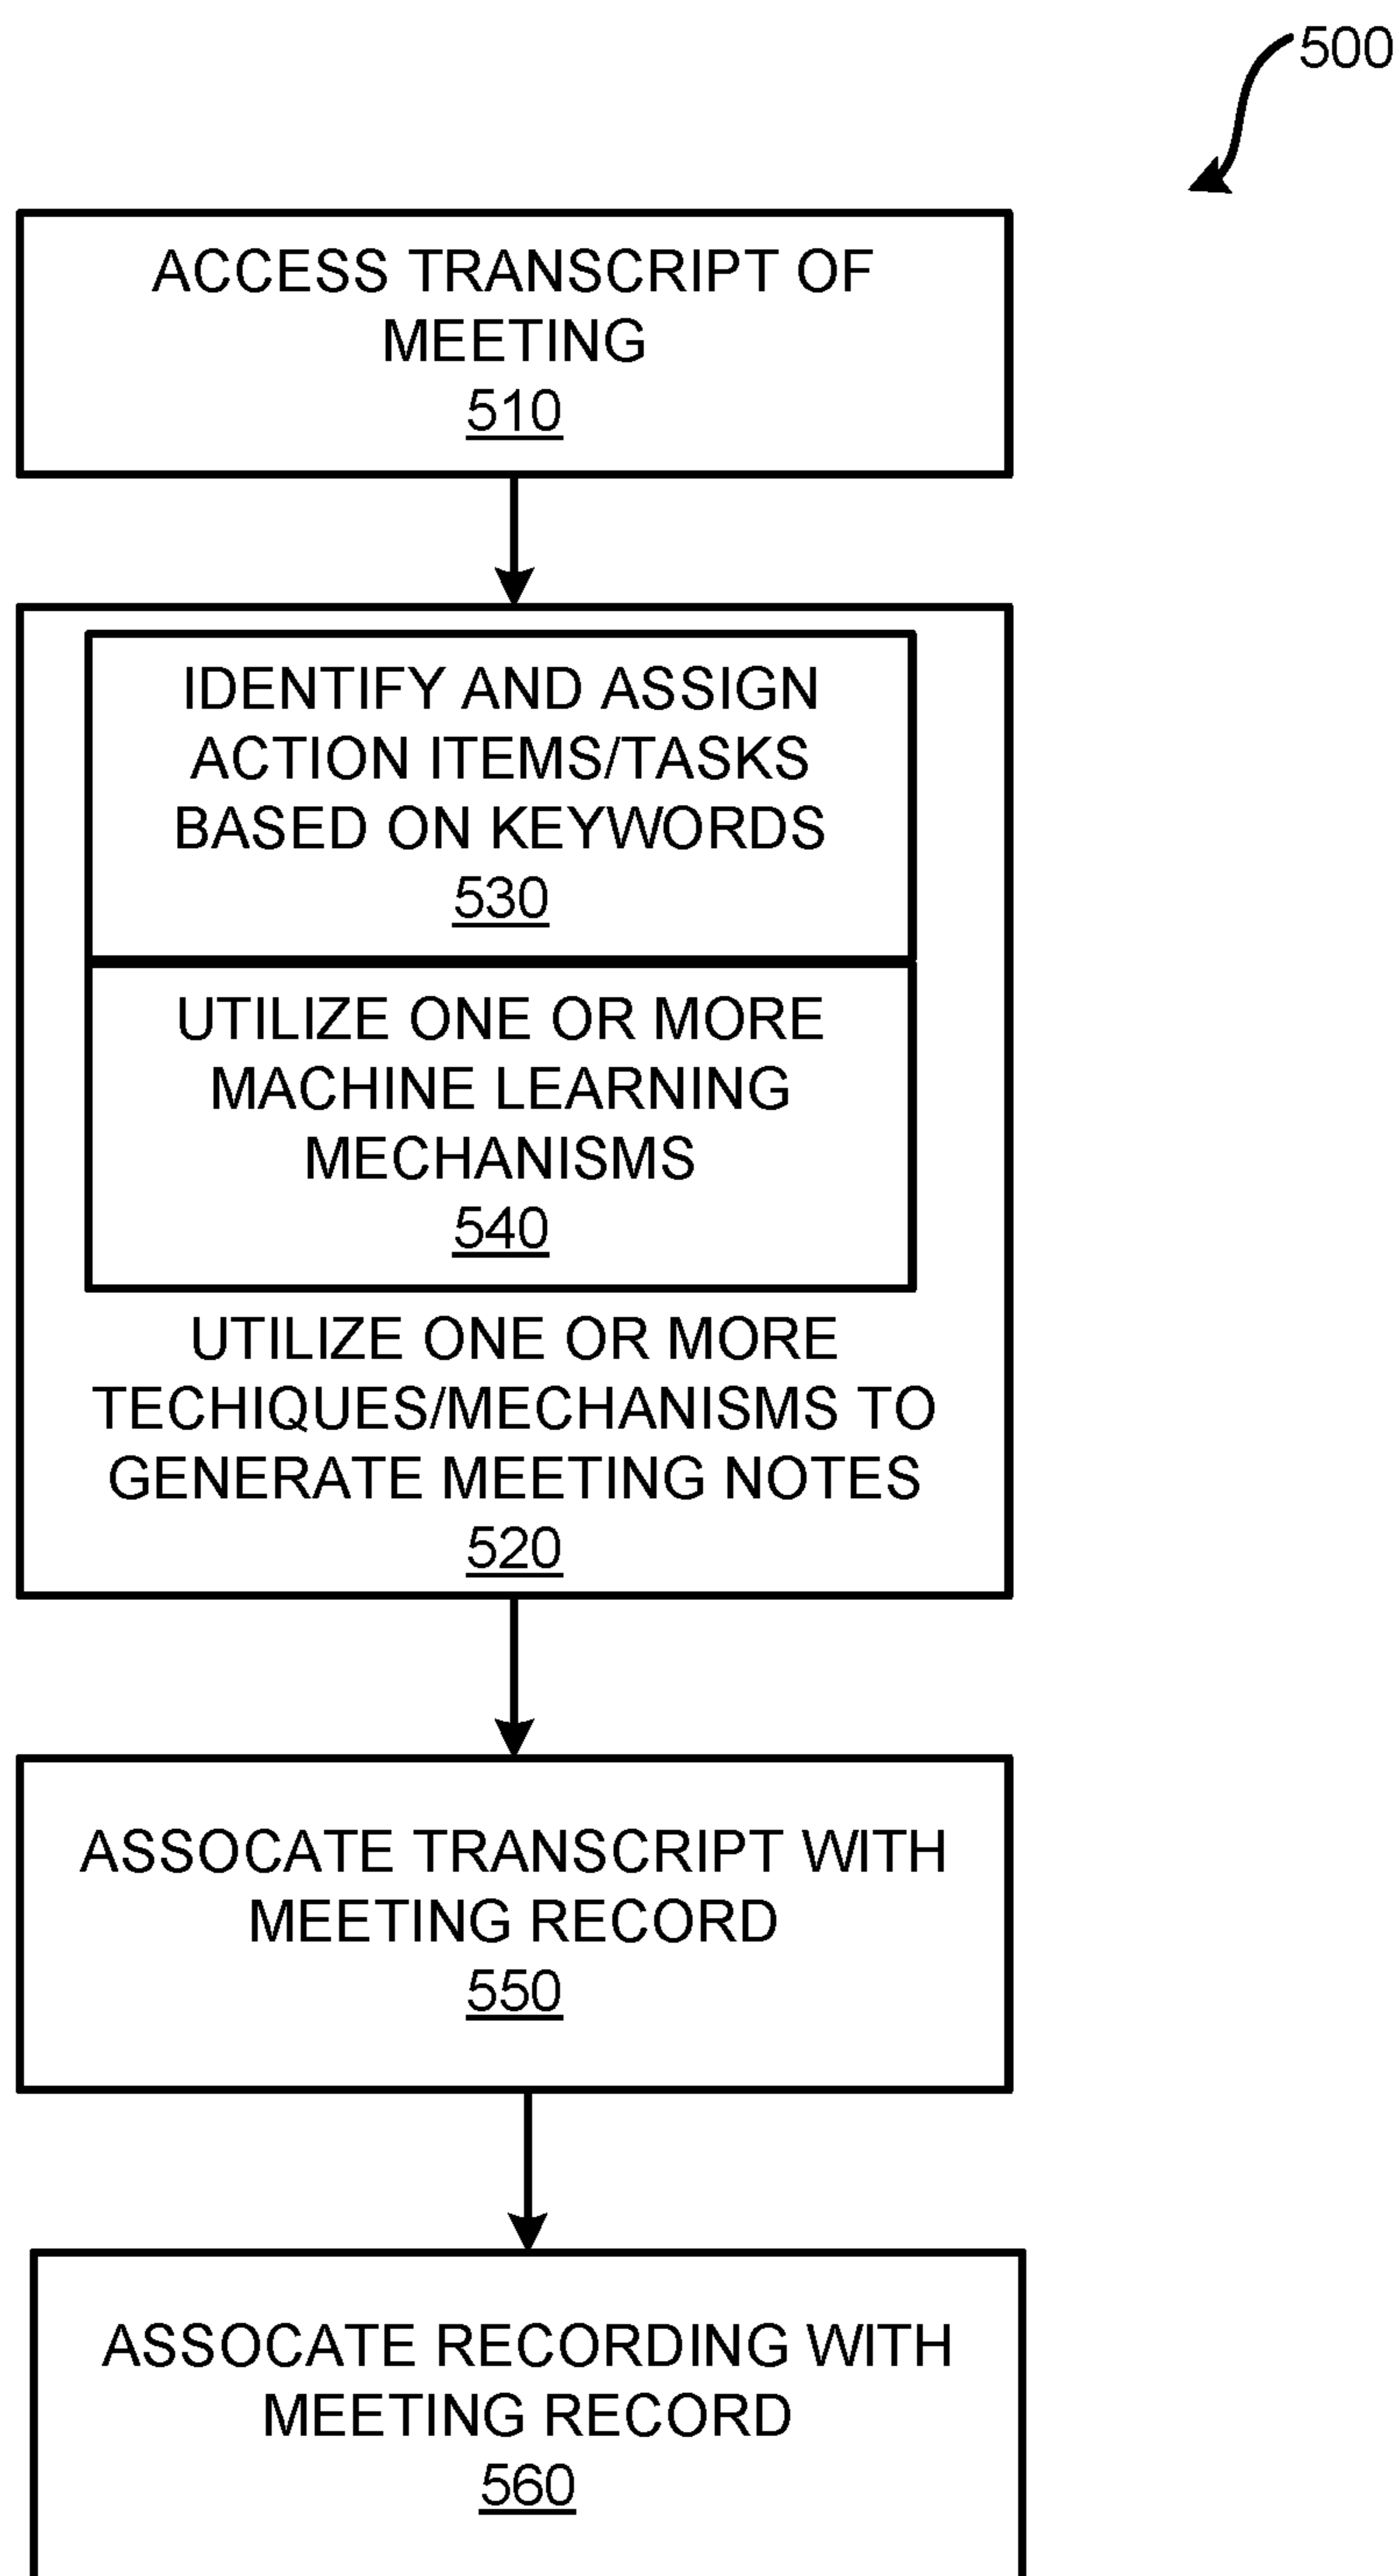 500
ACCESS TRANSCRIPT OF
MEETING
510
IDENTIFY AND ASSIGN
ACTION ITEMS/TASKS
BASED ON KEYWORDS
530
UTILIZE ONE OR MORE
MACHINE LEARNING
MECHANISMS
540
UTILIZE ONE OR MORE
TECHIQUES/MECHANISMS TO
GENERATE MEETING NOTES
520
ASSOCATE TRANSCRIPT WITH
MEETING RECORD
550
ASSOCATE RECORDING WITH
MEETING RECORD
560